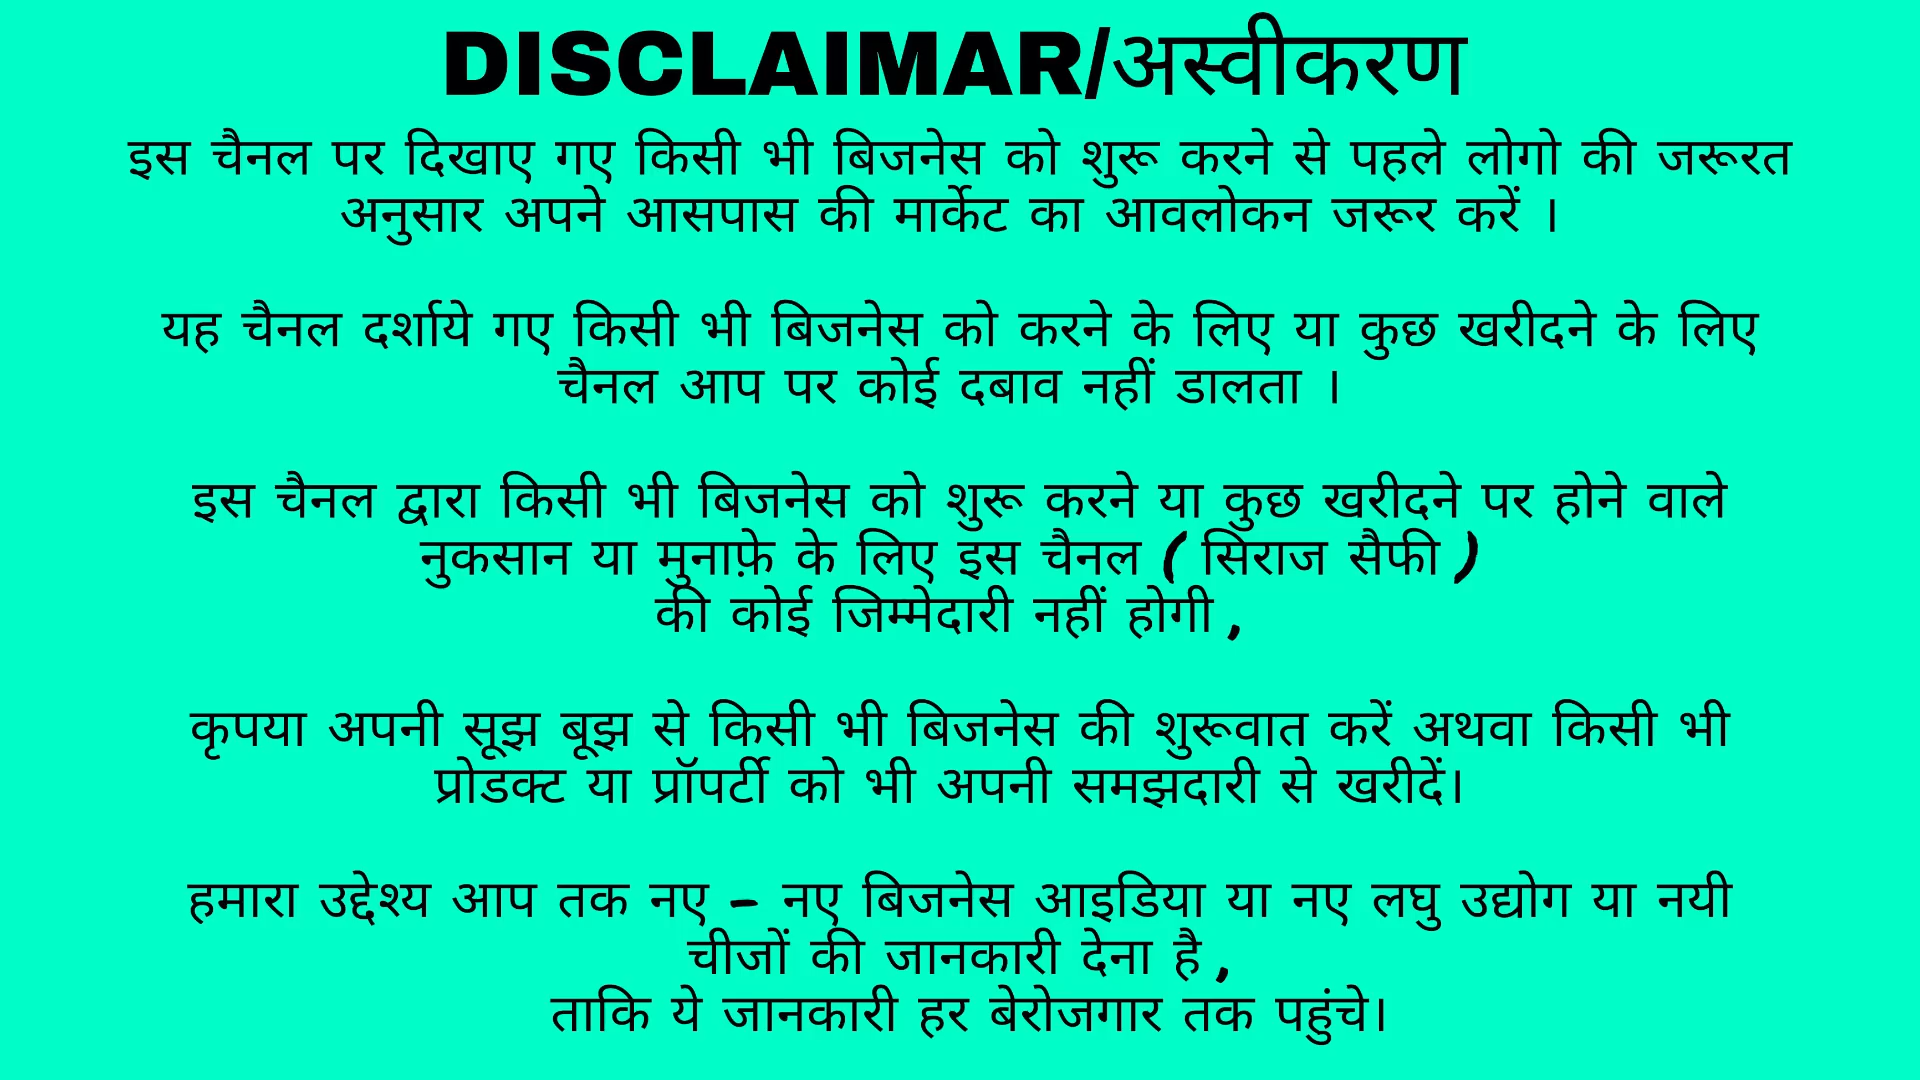 DISCLAIMAR/अस्वीकरण
इस चैनल पर दिखाए गए किसी भी बिजनेस को शुरू करने से पहले लोगो की जरूरत
अनुसार अपने आसपास की मार्केट का आवलोकन जरूर करें ।
यह चैनल दर्शाये गए किसी भी बिजनेस को करने के लिए या कुछ खरीदने के लिए
चैनल आप पर कोई दबाव नहीं डालता ।
इस चैनल द्वारा किसी भी बिजनेस को शुरू करने या कुछ खरीदने पर होने वाले
नुकसान या मुनाफ़े के लिए इस चैनल ( सिराज सैफी )
की कोई जिम्मेदारी नहीं होगी ,
कृपया अपनी सूझ बूझ से किसी भी बिजनेस की शुरूवात करें अथवा किसी भी
प्रोडक्ट या प्रॉपर्टी को भी अपनी समझदारी से खरीदें।
हमारा उद्देश्य आप तक नए - नए बिजनेस आइडिया या नए लघु उद्योग या नयी
चीजों की जानकारी देना है ,
ताकि ये जानकारी हर बेरोजगार तक पहुंचे।